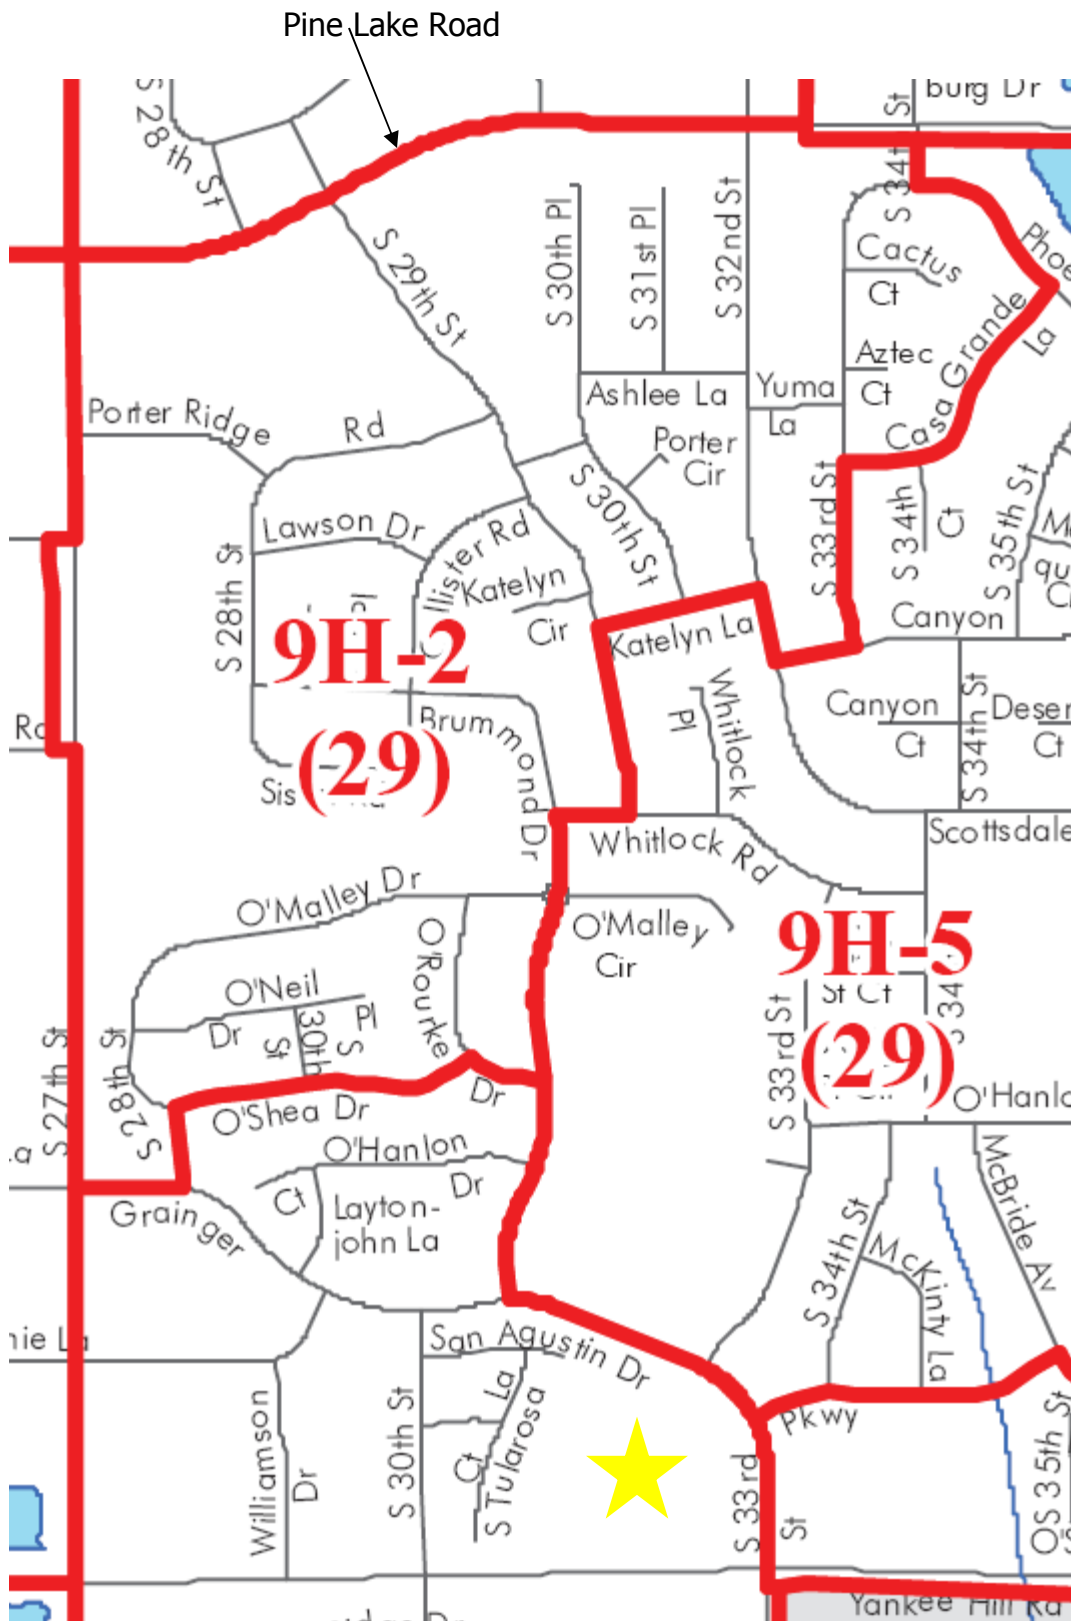 Pine Lake Road
S 28th St
burg Dr
S 34th St
S 29th St
S 30th Pl
S 31st Pl
S 32nd St
Cactus
Ct
Casa Grande
La
Aztec
Ct
Yuma
La
Ashlee La
Porter Ridge
Rd
Porter
Cir
S 30th St
S 33rd St
S 34th
Ct
S 35th St
Lawson Dr
Katelyn
Cir
S 28th St
Pl
9H-2
(29)
Katelyn La
Canyon
Whitlock
Pl
Canyon
Ct
S 34th St
Ct
Brummond Dr
Whitlock Rd
O'Malley Dr
O'Malley
Cir
O'Rourke
Dr
9H-5
(29)
St Ct
S 33rd St
O'Neil
Dr
30th
St
Pl
S
S 27th St
S 28th St
S 28th
O'Shea Dr
O'Hanlon
Dr
Ct
Layton-
john La
Grainger
McBride Av
S 34th St
McKinty La
San Agustin Dr
La
S Tularosa
Ct
S 30th St
Williamson
Dr
Pkwy
S 33rd
St
S 35th St
Yankee Hill Rd